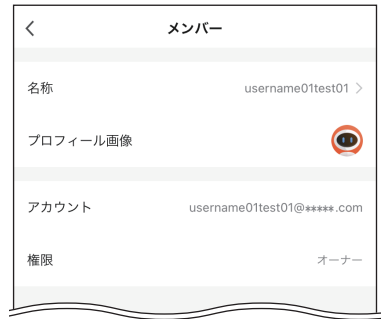 メンバー
名称 username01test01
プロフィール画像
アカウント username01test01@*****.com
権限 オーナー